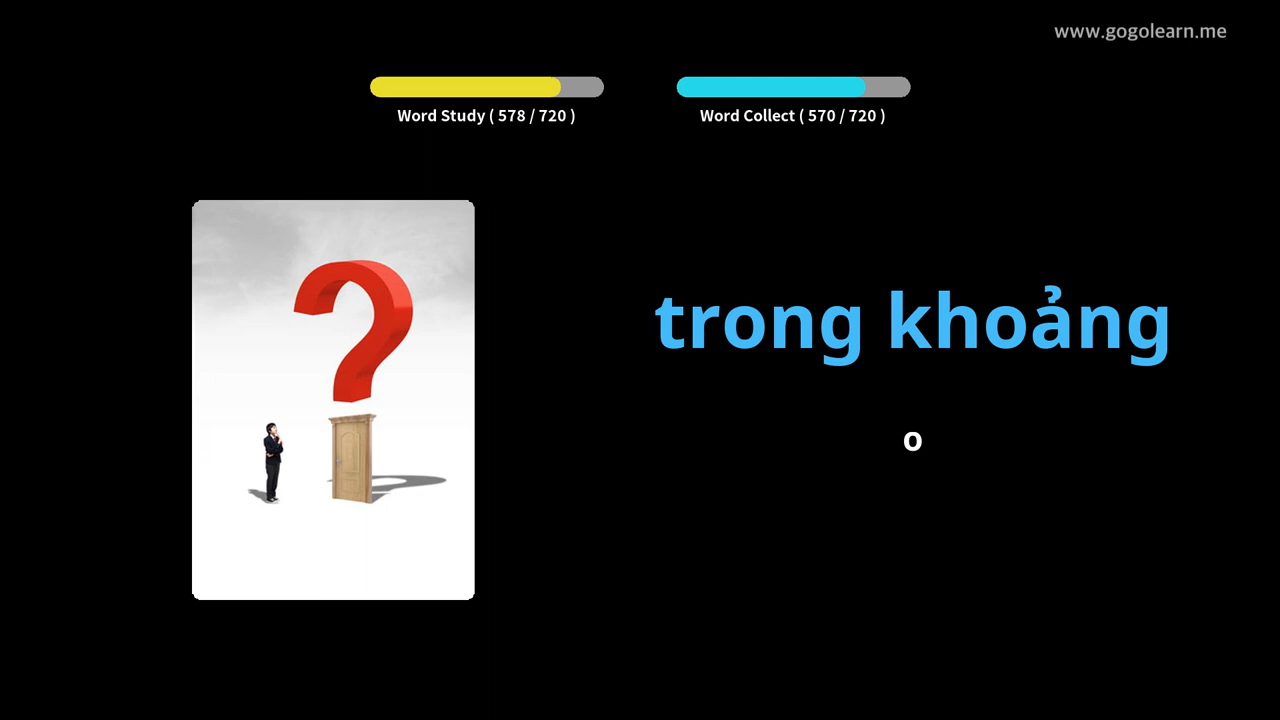 www.gogolearn.me
Word Study ( 578 / 720 )
Word Collect ( 570 / 720 )
trong khoảng
o